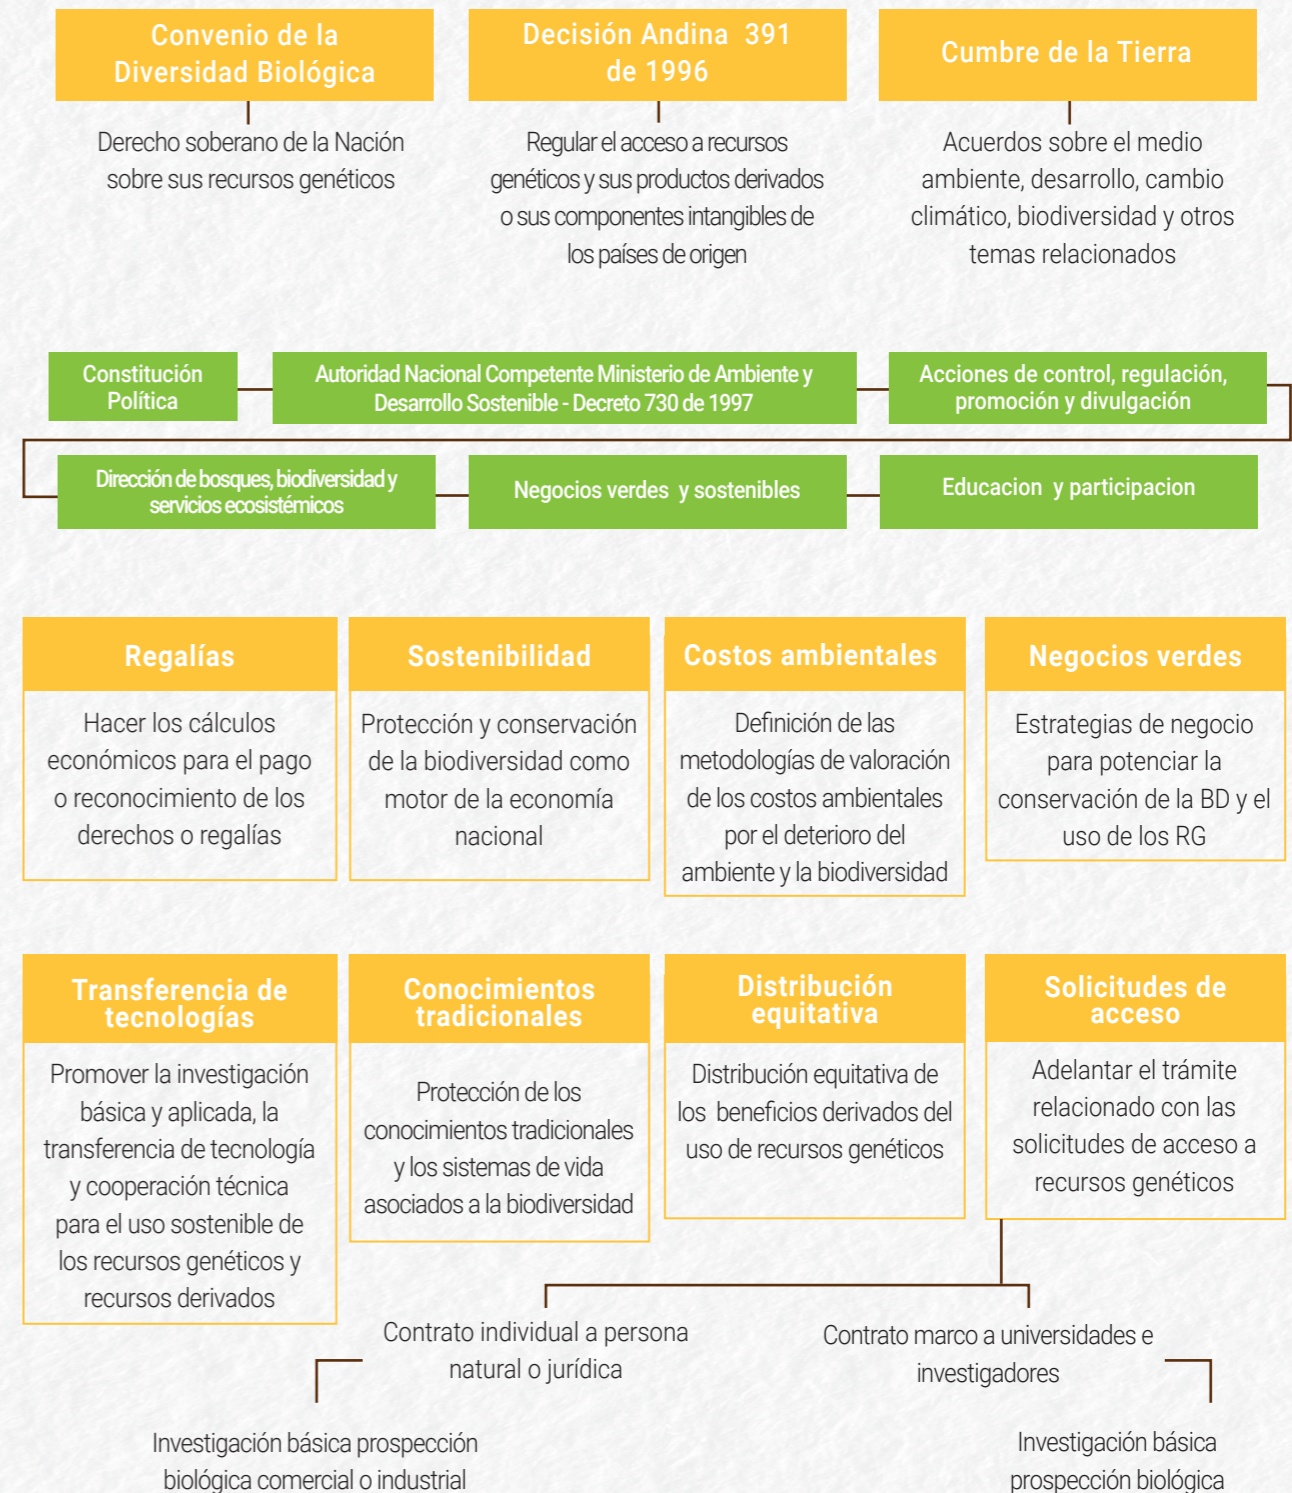 Convenio de la
Diversidad Biológica
Derecho soberano de la Nación
sobre sus recursos genéticos
Decisión Andina 391
de 1996
Regular el acceso a recursos
genéticos y sus productos derivados
o sus componentes intangibles de
los países de origen
Cumbre de la Tierra
Acuerdos sobre el medio
ambiente, desarrollo, cambio
climático, biodiversidad y otros
temas relacionados
Constitución
Política
Autoridad Nacional Competente Ministerio de Ambiente y
Desarrollo Sostenible - Decreto 730 de 1997
Acciones de control, regulación,
promoción y divulgación
Dirección de bosques, biodiversidad y
servicios ecosistémicos
Negocios verdes y sostenibles
Educacion y participacion
Regalías
Hacer los cálculos
económicos para el pago
o reconocimiento de los
derechos o regalías
Sostenibilidad
Protección y conservación
de la biodiversidad como
motor de la economía
nacional
Costos ambientales
Definición de las
metodologías de valoración
de los costos ambientales
por el deterioro del
ambiente y la biodiversidad
Negocios verdes
Estrategias de negocio
para potenciar la
conservación de la BD y el
uso de los RG
Transferencia de
tecnologías
Promover la investigación
básica y aplicada, la
transferencia de tecnología
y cooperación técnica
para el uso sostenible de
los recursos genéticos y
recursos derivados
Conocimientos
tradicionales
Protección de los
conocimientos tradicionales
y los sistemas de vida
asociados a la biodiversidad
Distribución
equitativa
Distribución equitativa de
los beneficios derivados del
uso de recursos genéticos
Solicitudes de
acceso
Adelantar el trámite
relacionado con las
solicitudes de acceso a
recursos genéticos
Contrato individual a persona
natural o jurídica
Contrato marco a universidades e
investigadores
Investigación básica prospección
biológica comercial o industrial
Investigación básica
prospección biológica